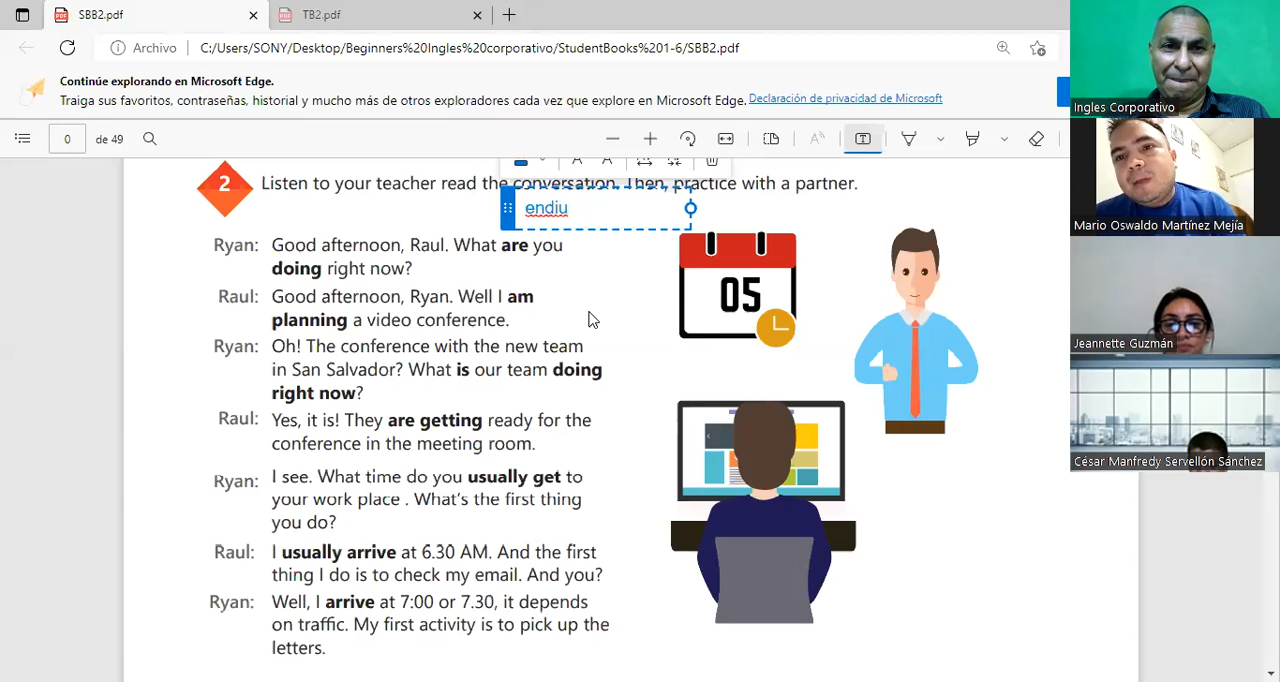 SBB2.pdf
TB2.pdf
Archivo
C:/Users/SONY/Desktop/Beginners%20Ingles%20corporativo/StudentBooks%201-6/SBB2.pdf
Continúe explorando en Microsoft Edge.
Traiga sus favoritos, contraseñas, historial y mucho más de otros exploradores cada vez que explore en Microsoft Edge. Declaración de privacidad de Microsoft
0 de 49
2 Listen to your teacher read the conversation. Then, practice with a partner.
endiu
Ryan: Good afternoon, Raul. What are you
doing right now?
Raul: Good afternoon, Ryan. Well I am
planning a video conference.
Ryan: Oh! The conference with the new team
in San Salvador? What is our team doing
right now?
Raul: Yes, it is! They are getting ready for the
conference in the meeting room.
Ryan: I see. What time do you usually get to
your work place . What's the first thing
you do?
Raul: I usually arrive at 6.30 AM. And the first
thing I do is to check my email. And you?
Ryan: Well, I arrive at 7:00 or 7.30, it depends
on traffic. My first activity is to pick up the
letters.
05
Ingles Corporativo
Mario Oswaldo Martínez Mejía
Jeannette Guzmán
César Manfredy Servellón Sánchez